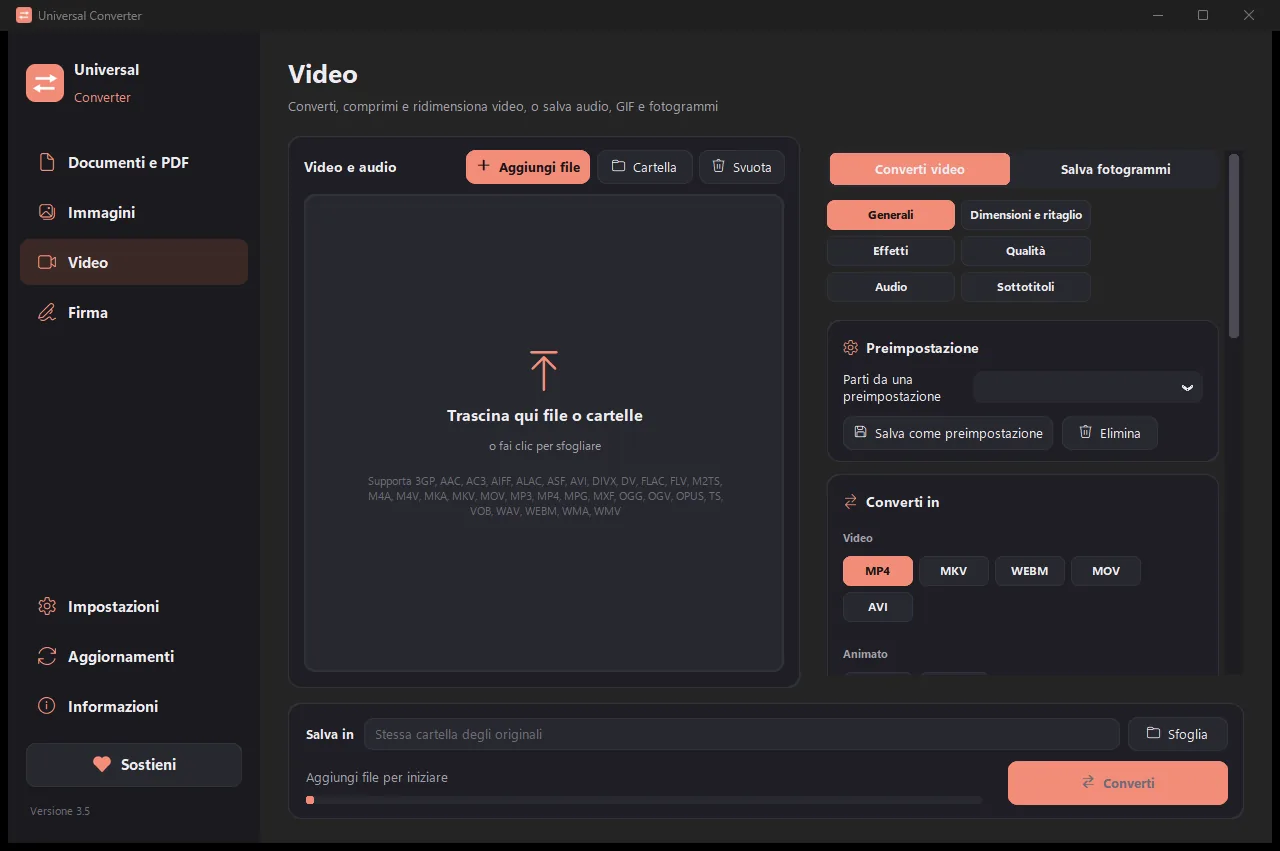 Universal Converter
Universal
Converter
Documenti e PDF
Immagini
Video
Firma
Impostazioni
Aggiornamenti
Informazioni
Sostieni
Versione 3.5
Video
Converti, comprimi e ridimensiona video, o salva audio, GIF e fotogrammi
Video e audio
Aggiungi file
Cartella
Svuota
Trascina qui file o cartelle
o fai clic per sfogliare
Supporta 3GP, AAC, AC3, AIFF, ALAC, ASF, AVI, DIVX, DV, FLAC, FLV, M2TS,
M4A, M4V, MKA, MKV, MOV, MP3, MP4, MPG, MXF, OGG, OGV, OPUS, TS,
VOB, WAV, WEBM, WMA, WMV
Converti video
Salva fotogrammi
Generali
Dimensioni e ritaglio
Effetti
Qualità
Audio
Sottotitoli
Preimpostazione
Parti da una
preimpostazione
Salva come preimpostazione
Elimina
Converti in
Video
MP4
MKV
WEBM
MOV
AVI
Animato
Salva in
Stessa cartella degli originali
Sfoglia
Aggiungi file per iniziare
Converti